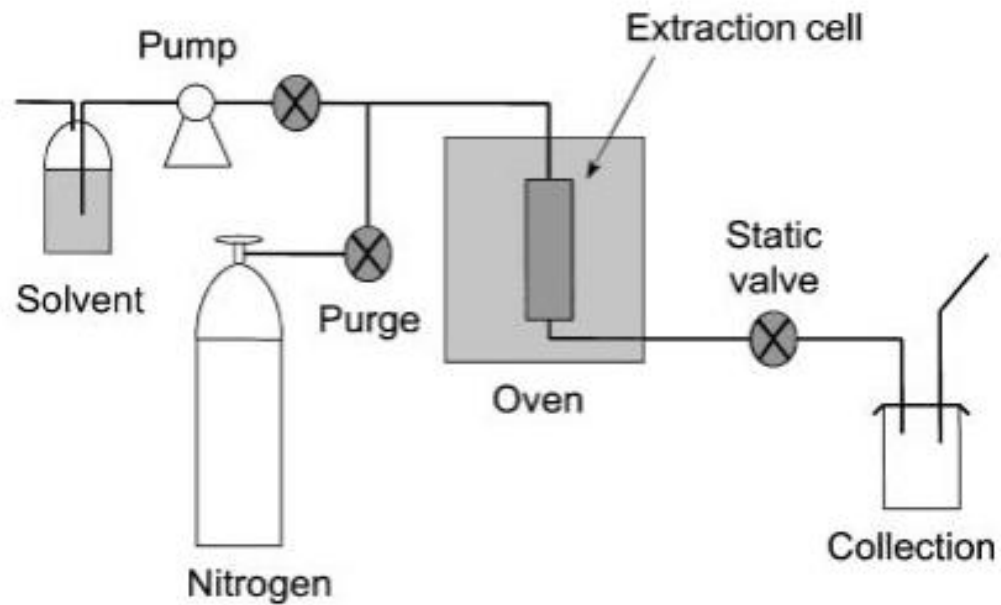 Extraction cell
Pump
Solvent
Purge
Static
valve
Oven
Nitrogen
Collection